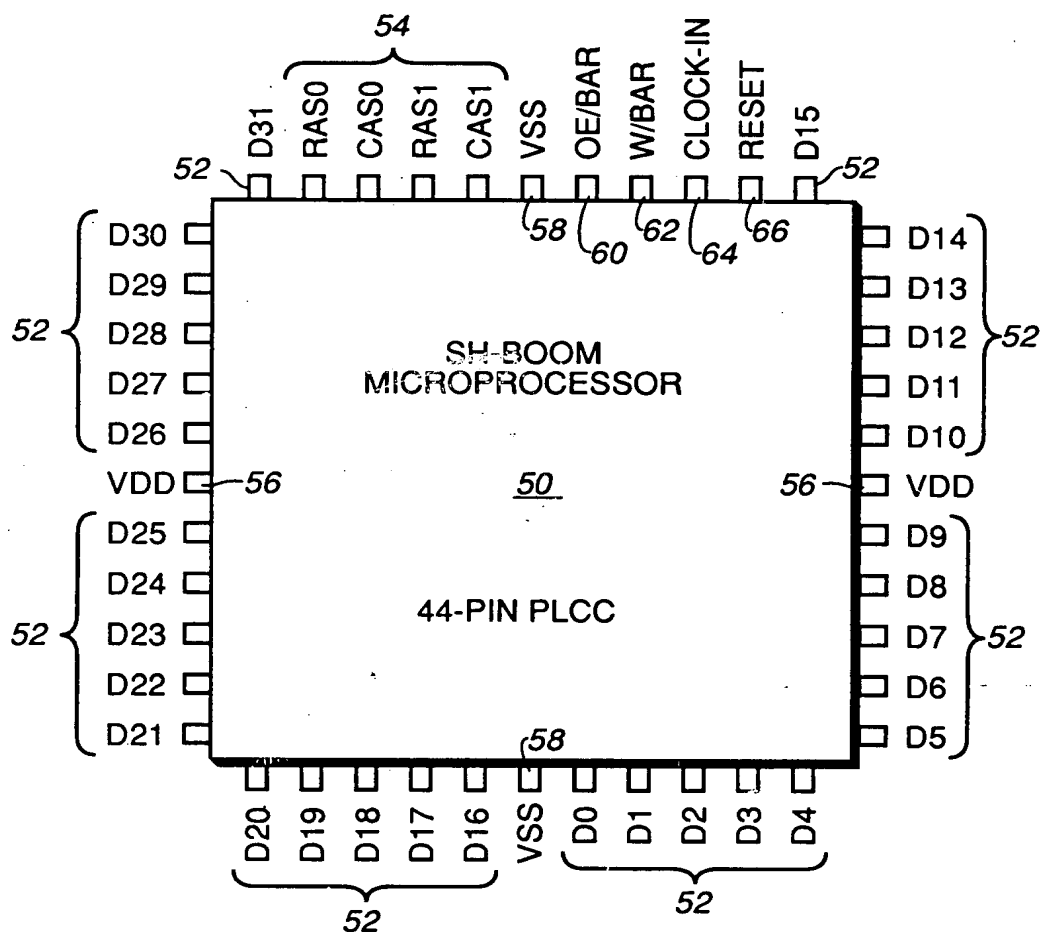 54
D31 RAS0 CAS0 RAS1 CAS1 VSS OE/BAR W/BAR CLOCK-IN RESET D15
52 52
58 60 62 64 66
D30 D14
D29 D13
52 D28 D12 52
D27 D11
D26 D10
SH-BOOM
MICROPROCESSOR
VDD 56 50 56 VDD
D25 D9
D24 D8
44-PIN PLCC
52 D23 D7 52
D22 D6
D21 D5
58
D20 D19 D18 D17 D16 VSS D0 D1 D2 D3 D4
52 52